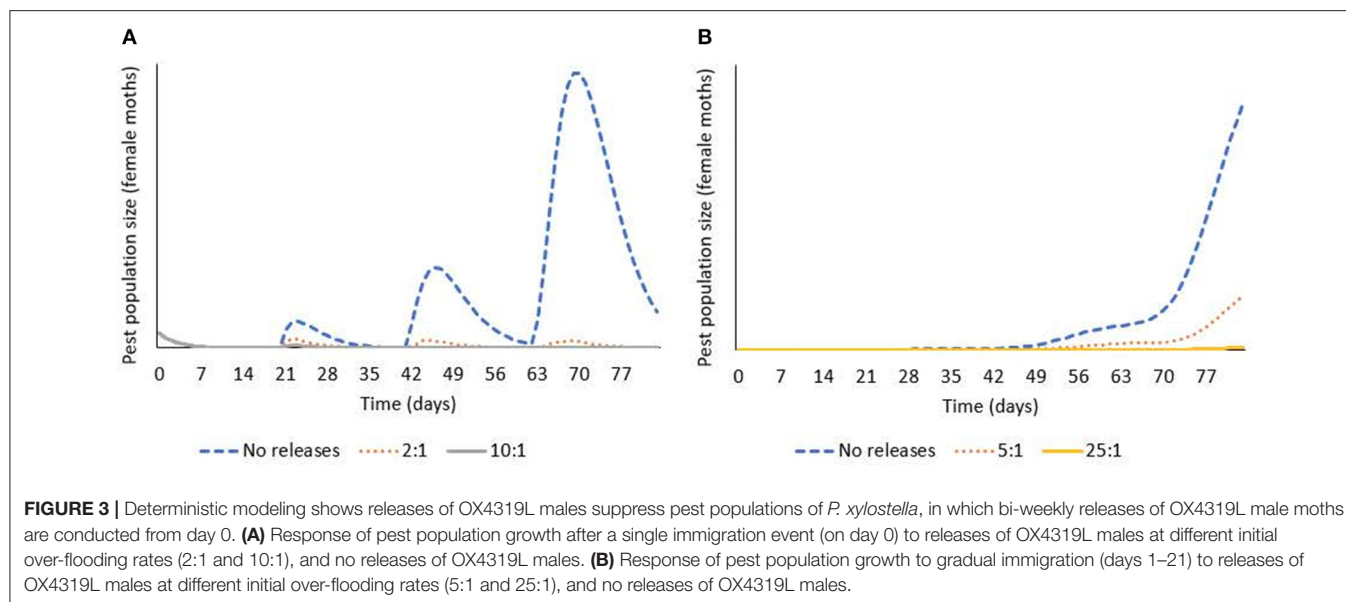 A
B
Pest population size (female moths)
Pest population size (female moths)
0 7 14 21 28 35 42 49 56 63 70 77
0 7 14 21 28 35 42 49 56 63 70 77
Time (days)
Time (days)
No releases 2:1 10:1
No releases 5:1 25:1
FIGURE 3 | Deterministic modeling shows releases of OX4319L males suppress pest populations of P. xylostella, in which bi-weekly releases of OX4319L male moths
are conducted from day 0. (A) Response of pest population growth after a single immigration event (on day 0) to releases of OX4319L males at different initial
over-flooding rates (2:1 and 10:1), and no releases of OX4319L males. (B) Response of pest population growth to gradual immigration (days 1–21) to releases of
OX4319L males at different initial over-flooding rates (5:1 and 25:1), and no releases of OX4319L males.